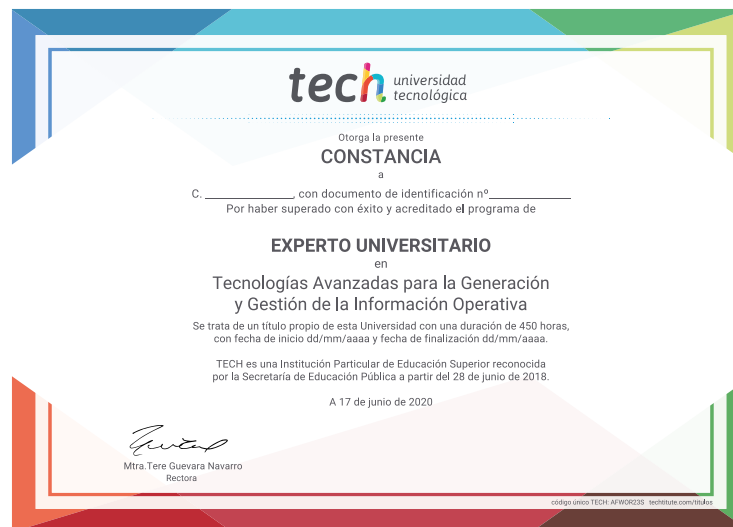 tech universidad
tecnológica
Otorga la presente
CONSTANCIA
a
C. ______________, con documento de identificación nº______________
Por haber superado con éxito y acreditado el programa de
EXPERTO UNIVERSITARIO
en
Tecnologías Avanzadas para la Generación
y Gestión de la Información Operativa
Se trata de un título propio de esta Universidad con una duración de 450 horas,
con fecha de inicio dd/mm/aaaa y fecha de finalización dd/mm/aaaa.
TECH es una Institución Particular de Educación Superior reconocida
por la Secretaría de Educación Pública a partir del 28 de junio de 2018.
A 17 de junio de 2020
Mtra.Tere Guevara Navarro
Rectora
código único TECH: AFWOR23S techtitute.com/titulos